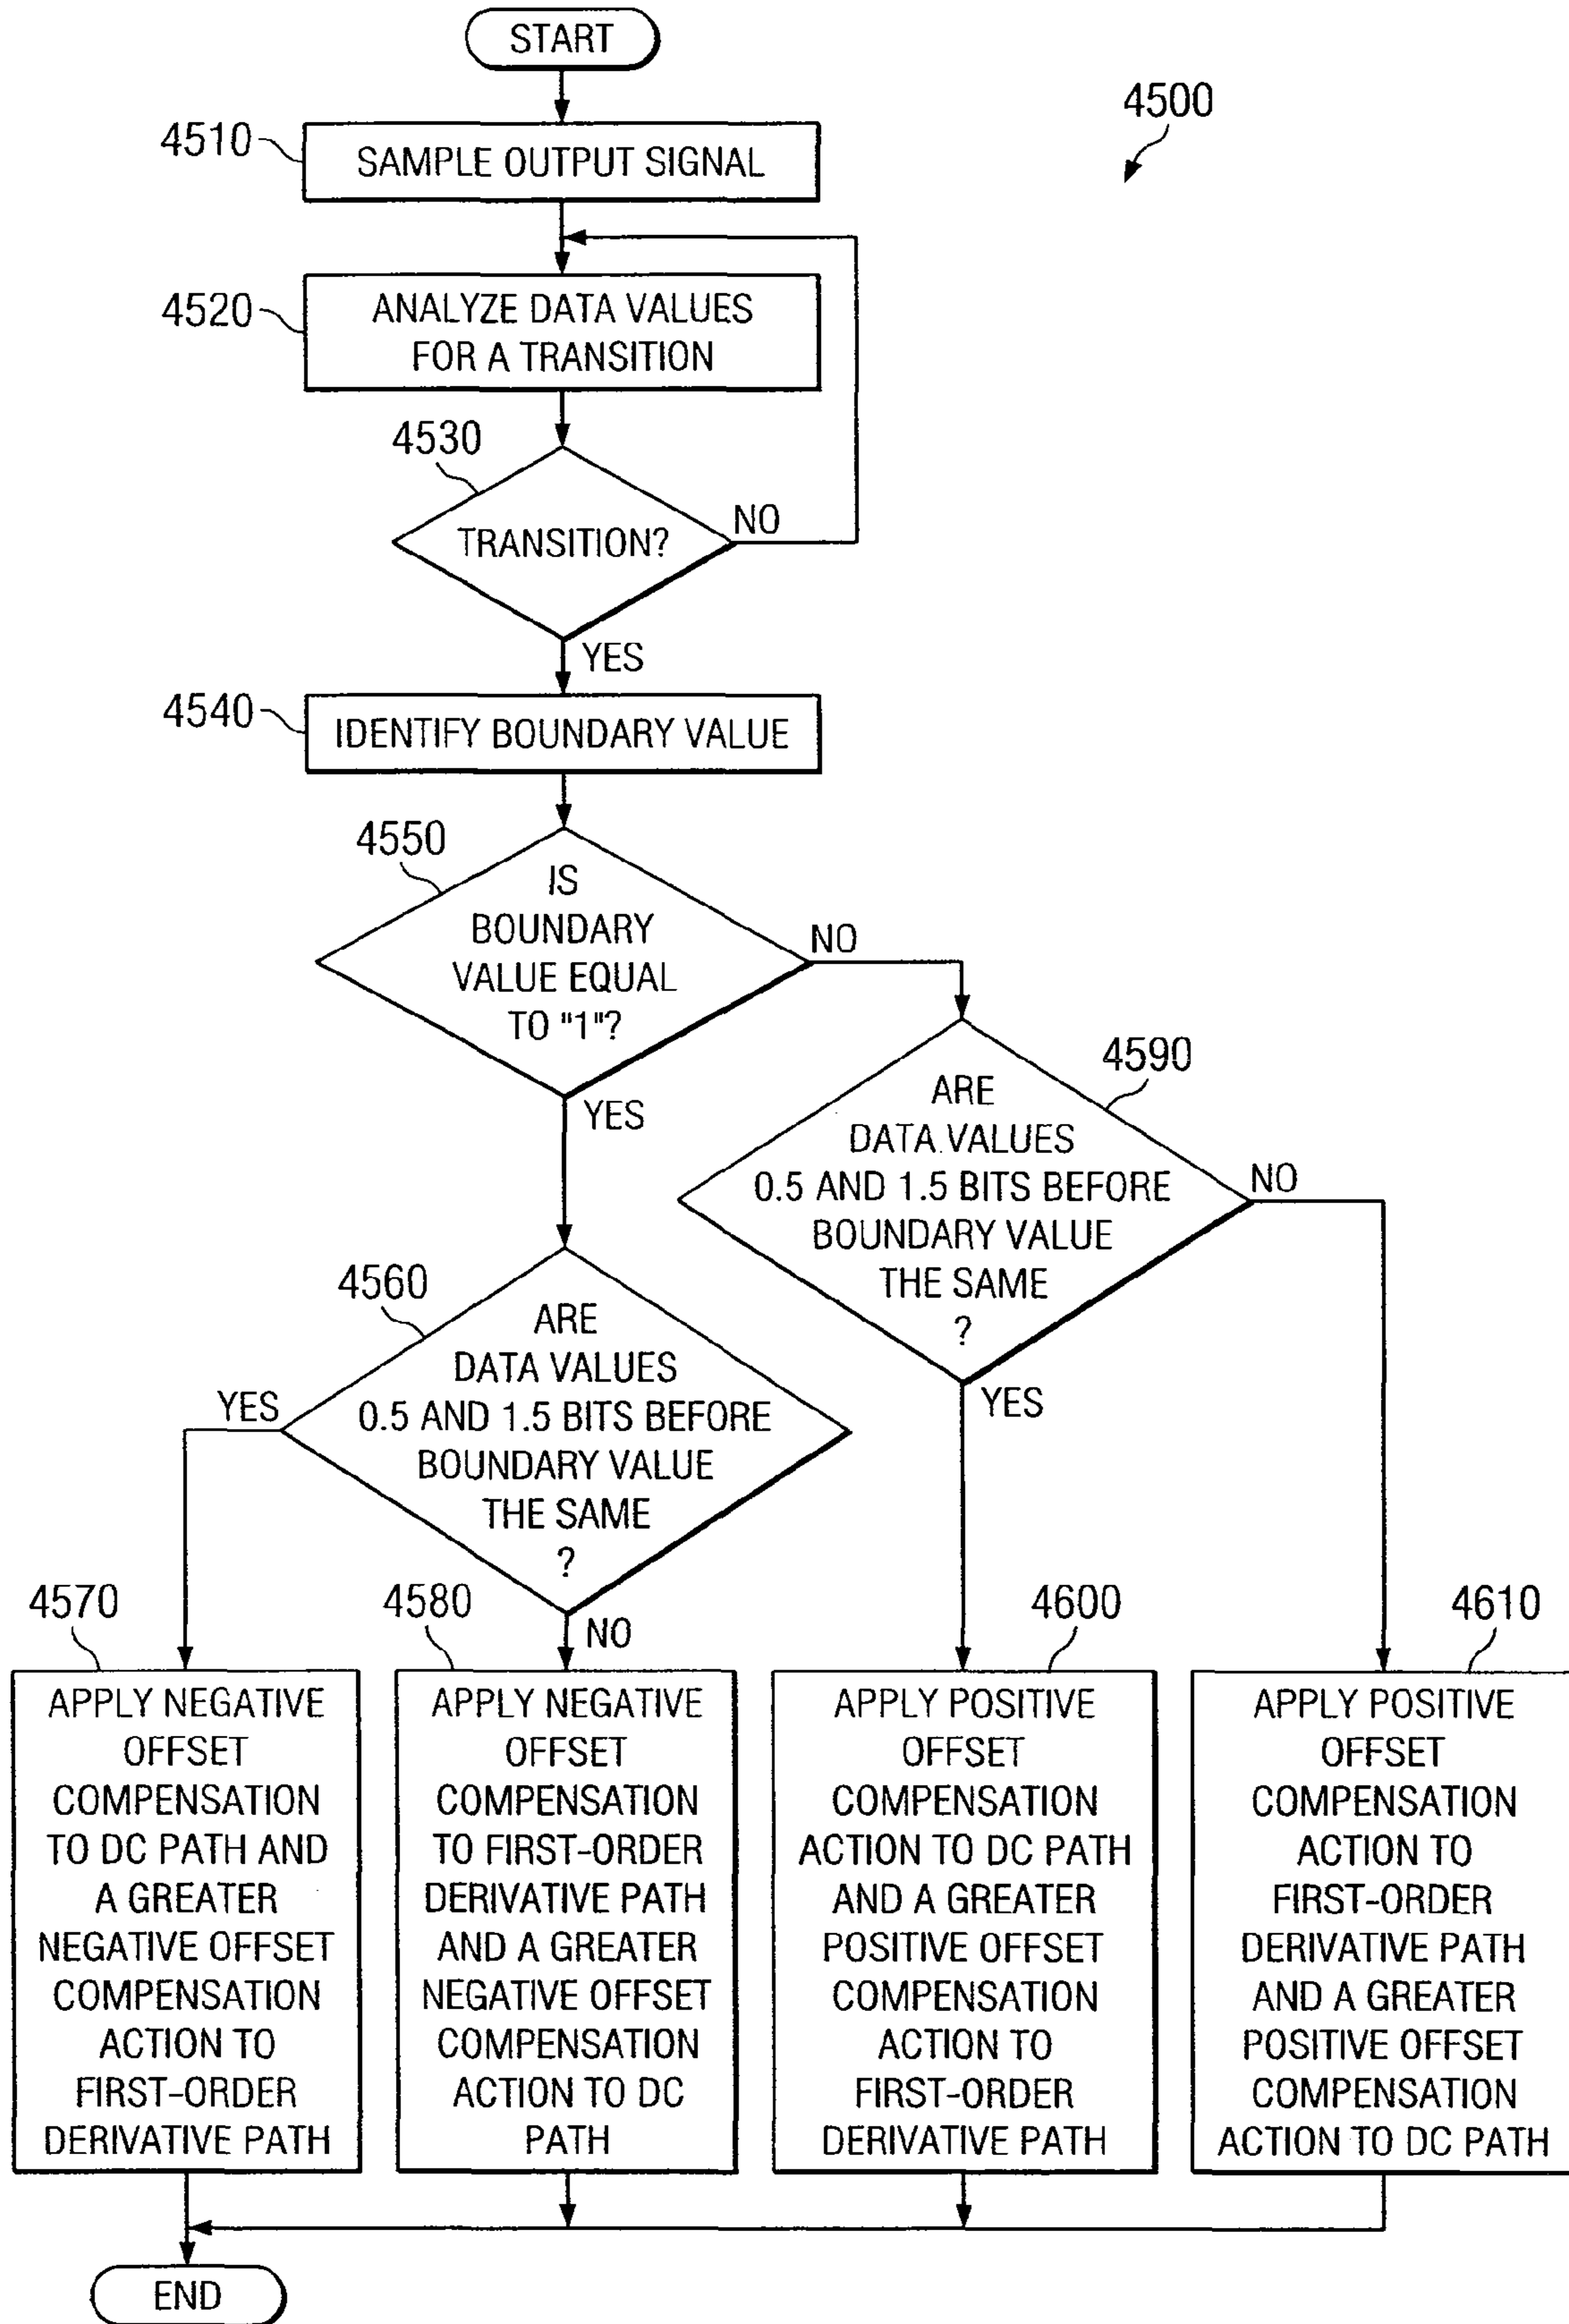 START
4500
4510
SAMPLE OUTPUT SIGNAL
4520
ANALYZE DATA VALUES
FOR A TRANSITION
4530
TRANSITION?
NO
YES
4540
IDENTIFY BOUNDARY VALUE
4550
IS
BOUNDARY
VALUE EQUAL
TO "1"?
NO
YES
4590
ARE
DATA VALUES
0.5 AND 1.5 BITS BEFORE
BOUNDARY VALUE
THE SAME
?
NO
YES
4560
ARE
DATA VALUES
0.5 AND 1.5 BITS BEFORE
BOUNDARY VALUE
THE SAME
?
YES
NO
4570
APPLY NEGATIVE
OFFSET
COMPENSATION
TO DC PATH AND
A GREATER
NEGATIVE OFFSET
COMPENSATION
ACTION TO
FIRST-ORDER
DERIVATIVE PATH
4580
APPLY NEGATIVE
OFFSET
COMPENSATION
TO FIRST-ORDER
DERIVATIVE PATH
AND A GREATER
NEGATIVE OFFSET
COMPENSATION
ACTION TO DC
PATH
4600
APPLY POSITIVE
OFFSET
COMPENSATION
ACTION TO DC PATH
AND A GREATER
POSITIVE OFFSET
COMPENSATION
ACTION TO
FIRST-ORDER
DERIVATIVE PATH
4610
APPLY POSITIVE
OFFSET
COMPENSATION
ACTION TO
FIRST-ORDER
DERIVATIVE PATH
AND A GREATER
POSITIVE OFFSET
COMPENSATION
ACTION TO DC PATH
END